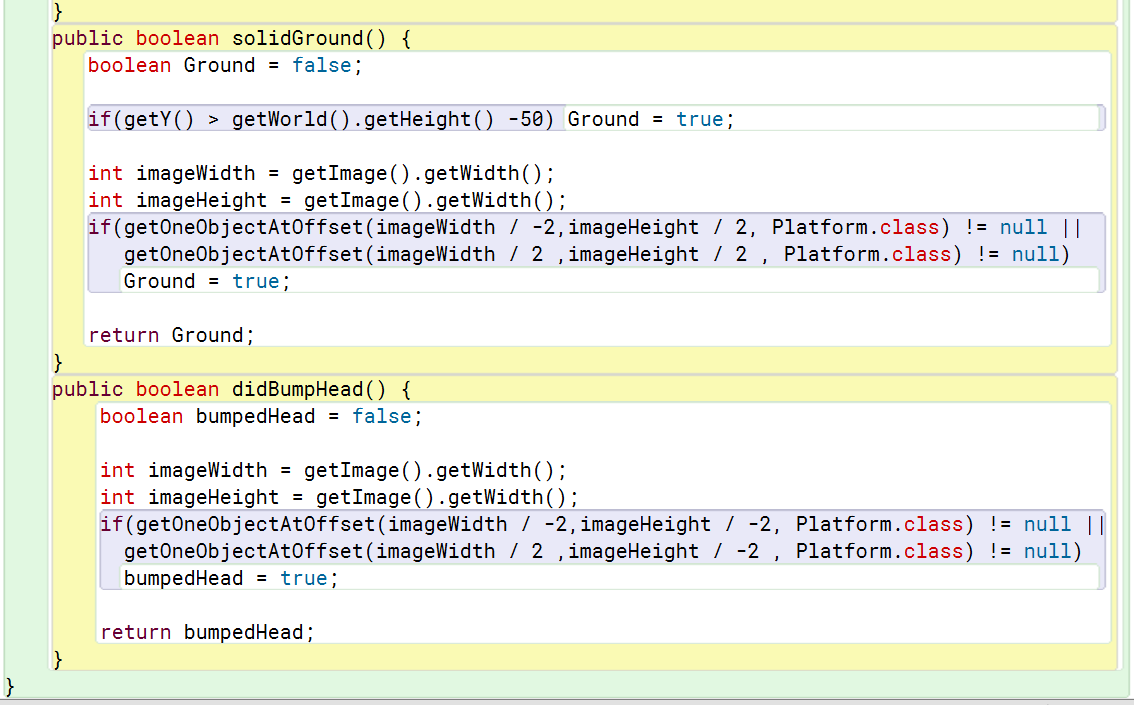 }
public boolean solidGround() {
boolean Ground = false;
if(getY() > getWorld().getHeight() -50) Ground = true;
int imageWidth = getImage().getWidth();
int imageHeight = getImage().getWidth();
if(getOneObjectAtOffset(imageWidth / -2,imageHeight / 2, Platform.class) != null ||
getOneObjectAtOffset(imageWidth / 2 ,imageHeight / 2 , Platform.class) != null)
Ground = true;
return Ground;
}
public boolean didBumpHead() {
boolean bumpedHead = false;
int imageWidth = getImage().getWidth();
int imageHeight = getImage().getWidth();
if(getOneObjectAtOffset(imageWidth / -2,imageHeight / -2, Platform.class) != null ||
getOneObjectAtOffset(imageWidth / 2 ,imageHeight / -2 , Platform.class) != null)
bumpedHead = true;
return bumpedHead;
}
}